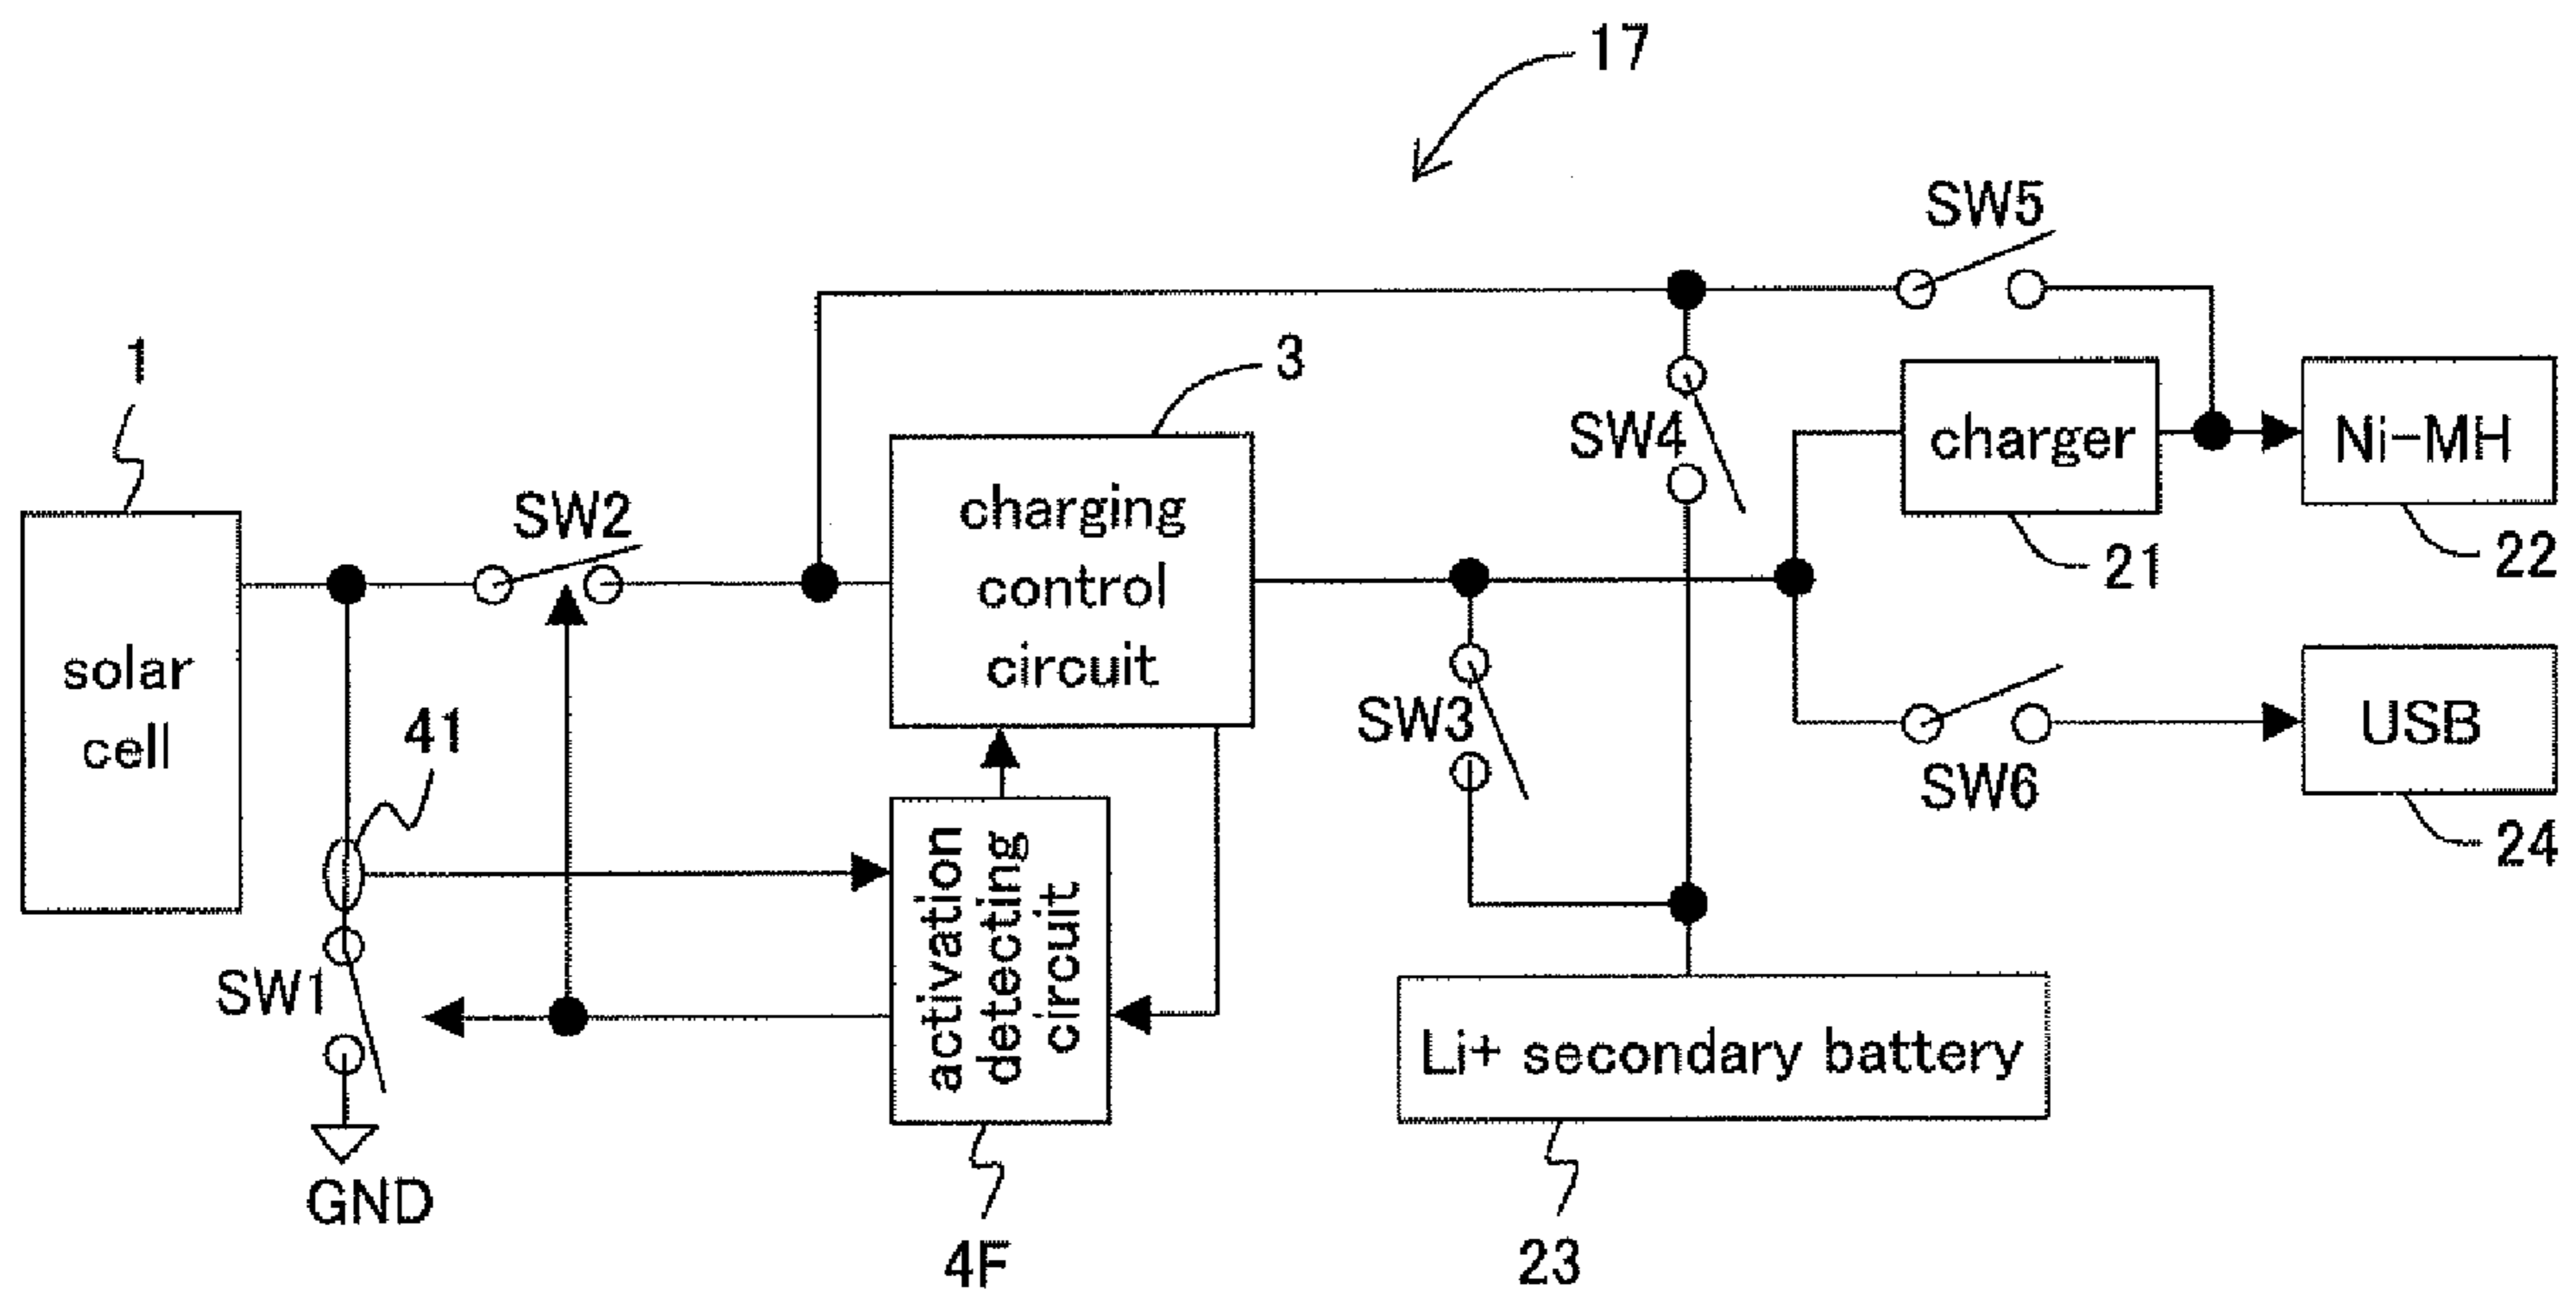 17
SW5
1
3
SW2
charging
control
circuit
SW4
charger
Ni-MH
21
22
solar
cell
41
SW3
USB
SW6
24
activation
detecting
circuit
SW1
Li+ secondary battery
GND
4F
23